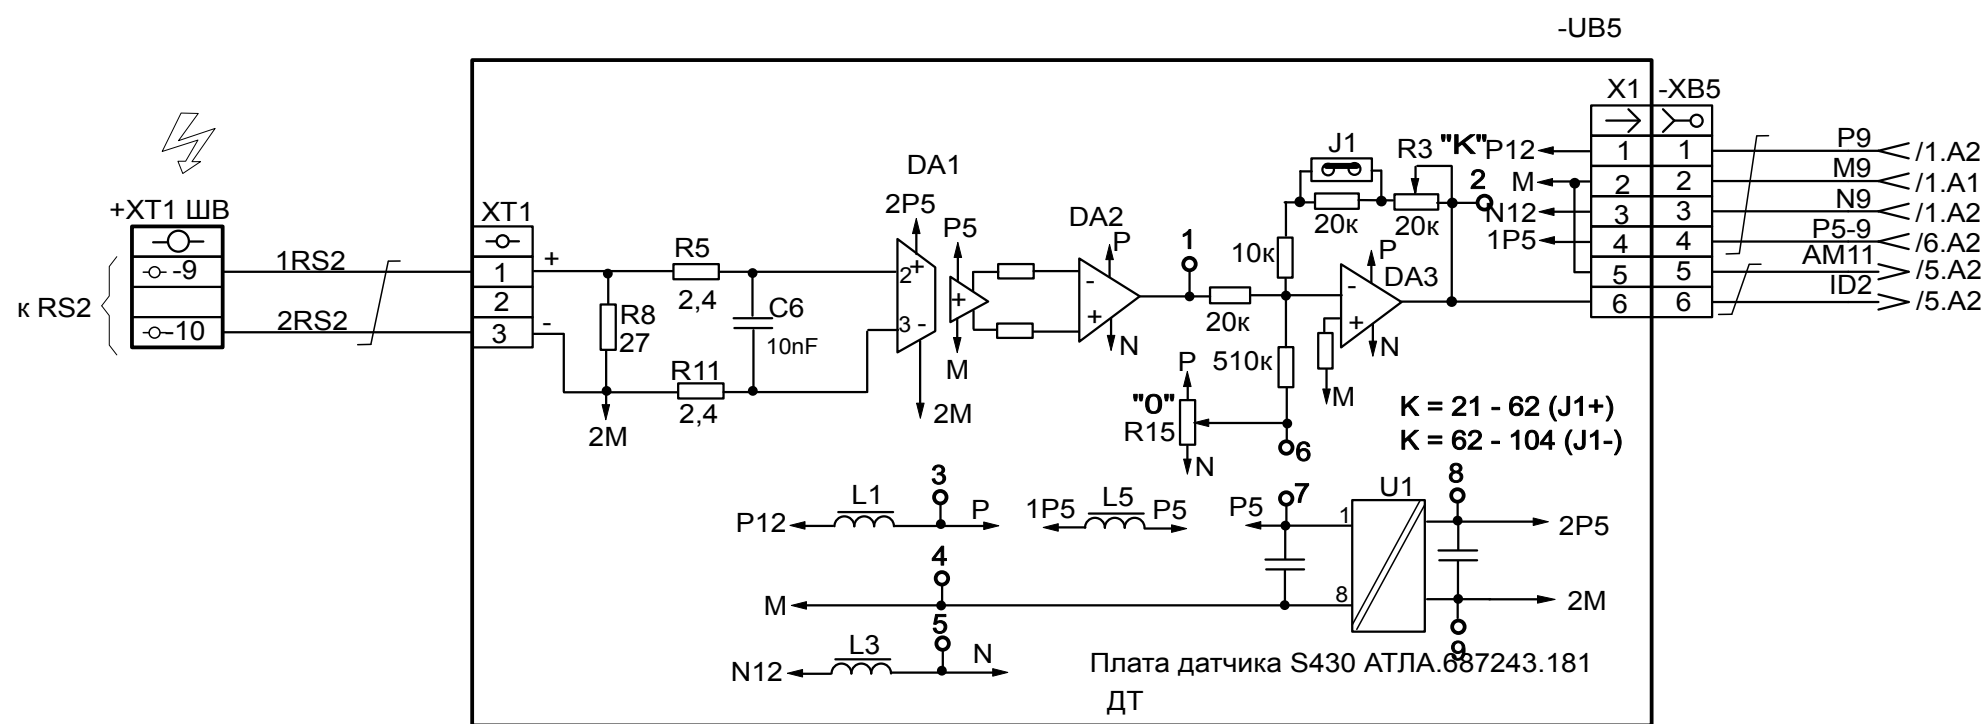 -UB5
X1 -XB5
+XT1 ШВ
-9
-10
к RS2
1RS2
2RS2
XT1
1
2
3
+
-
R5
2,4
R8
27
R11
2,4
C6
10nF
2M
DA1
2P5
2 +
3 -
2M
P5
+
M
DA2
P
-
+
N
1
20к
10к
J1
20к
R3 "К"
20к
2
P
DA3
-
+
N
M
510к
P
"0"
R15
N
6
P12
M
N12
1P5
1 1
2 2
3 3
4 4
5 5
6 6
P9 /1.A2
M9 /1.A1
N9 /1.A2
P5-9 /6.A2
AM11 /5.A2
ID2 /5.A2
K = 21 - 62 (J1+)
K = 62 - 104 (J1-)
P12 L1 3 P
1P5 L5 P5
P5 7 1 U1 8 2P5
M 4 8 2M
9
N12 L3 5 N
Плата датчика S430 АТЛА.687243.181
ДТ